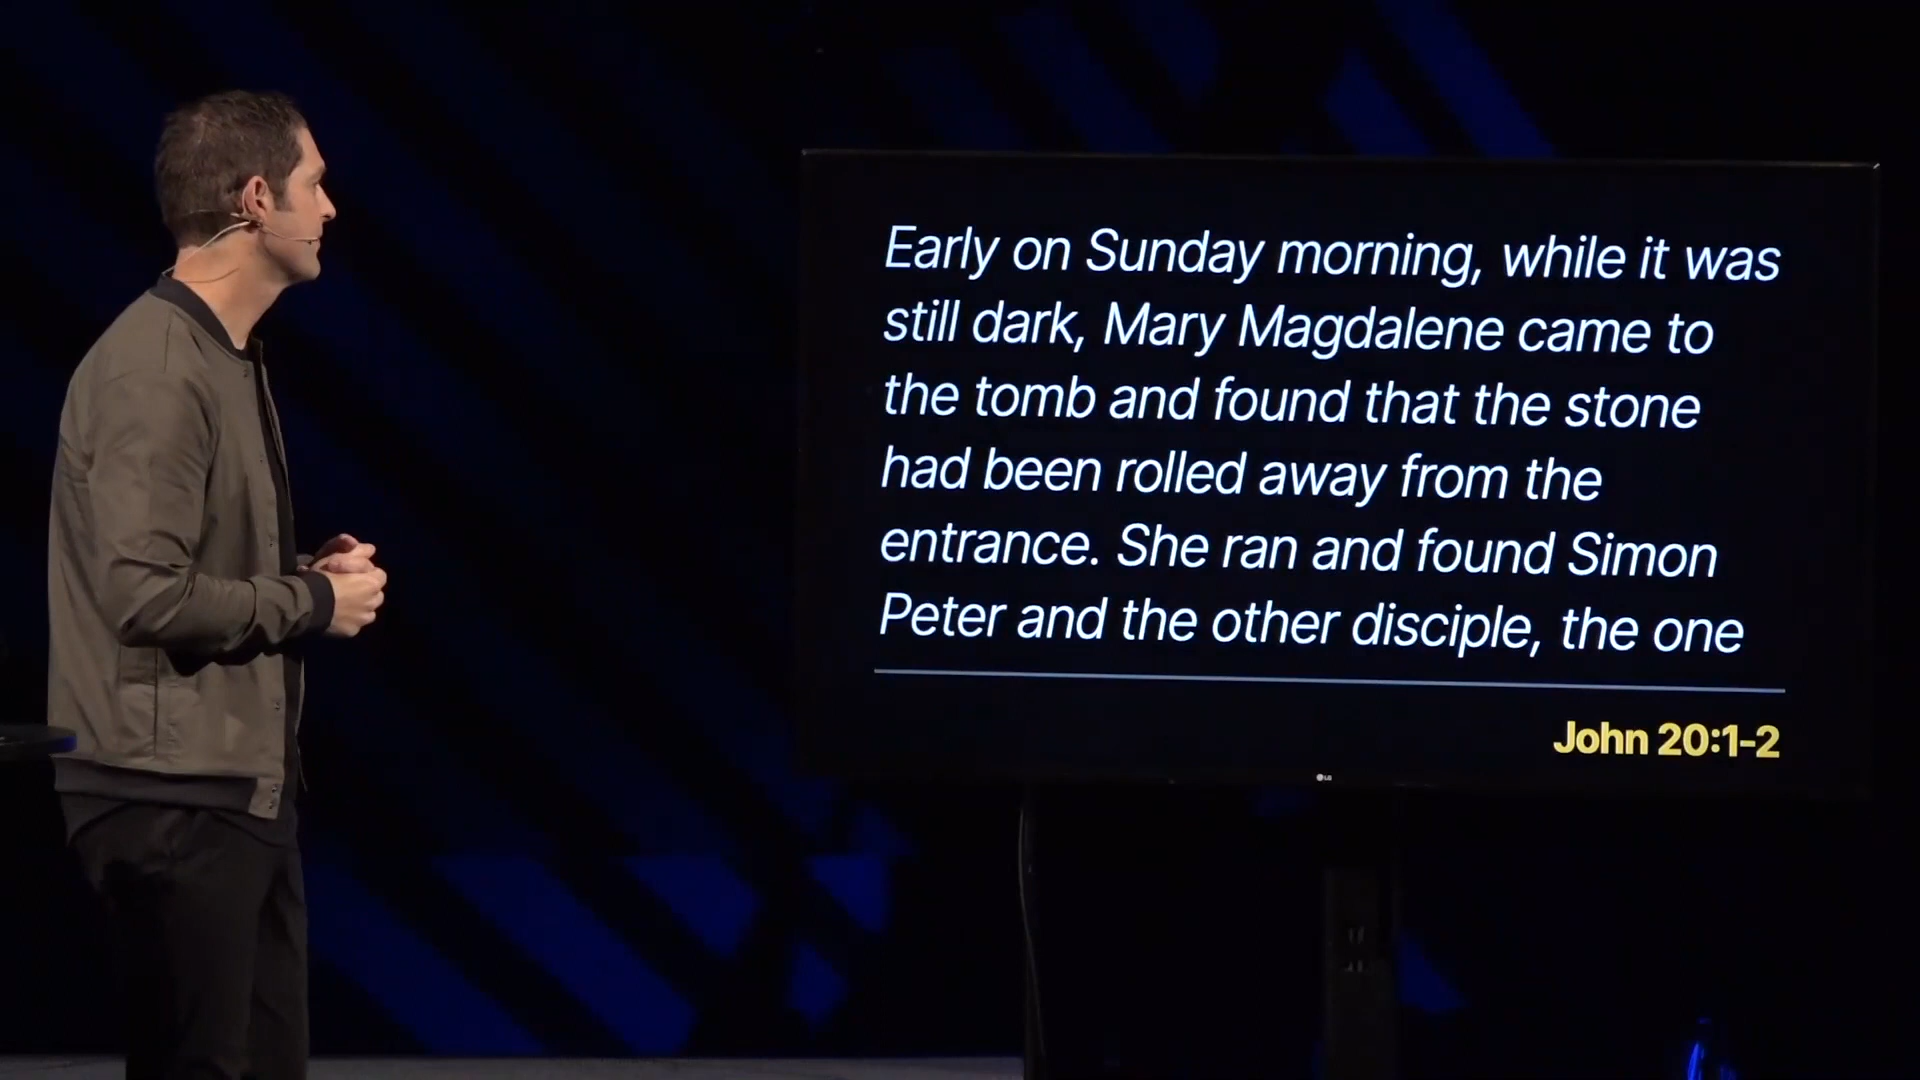 Early on Sunday morning, while it was
still dark, Mary Magdalene came to
the tomb and found that the stone
had been rolled away from the
entrance. She ran and found Simon
Peter and the other disciple, the one
John 20:1-2
LG